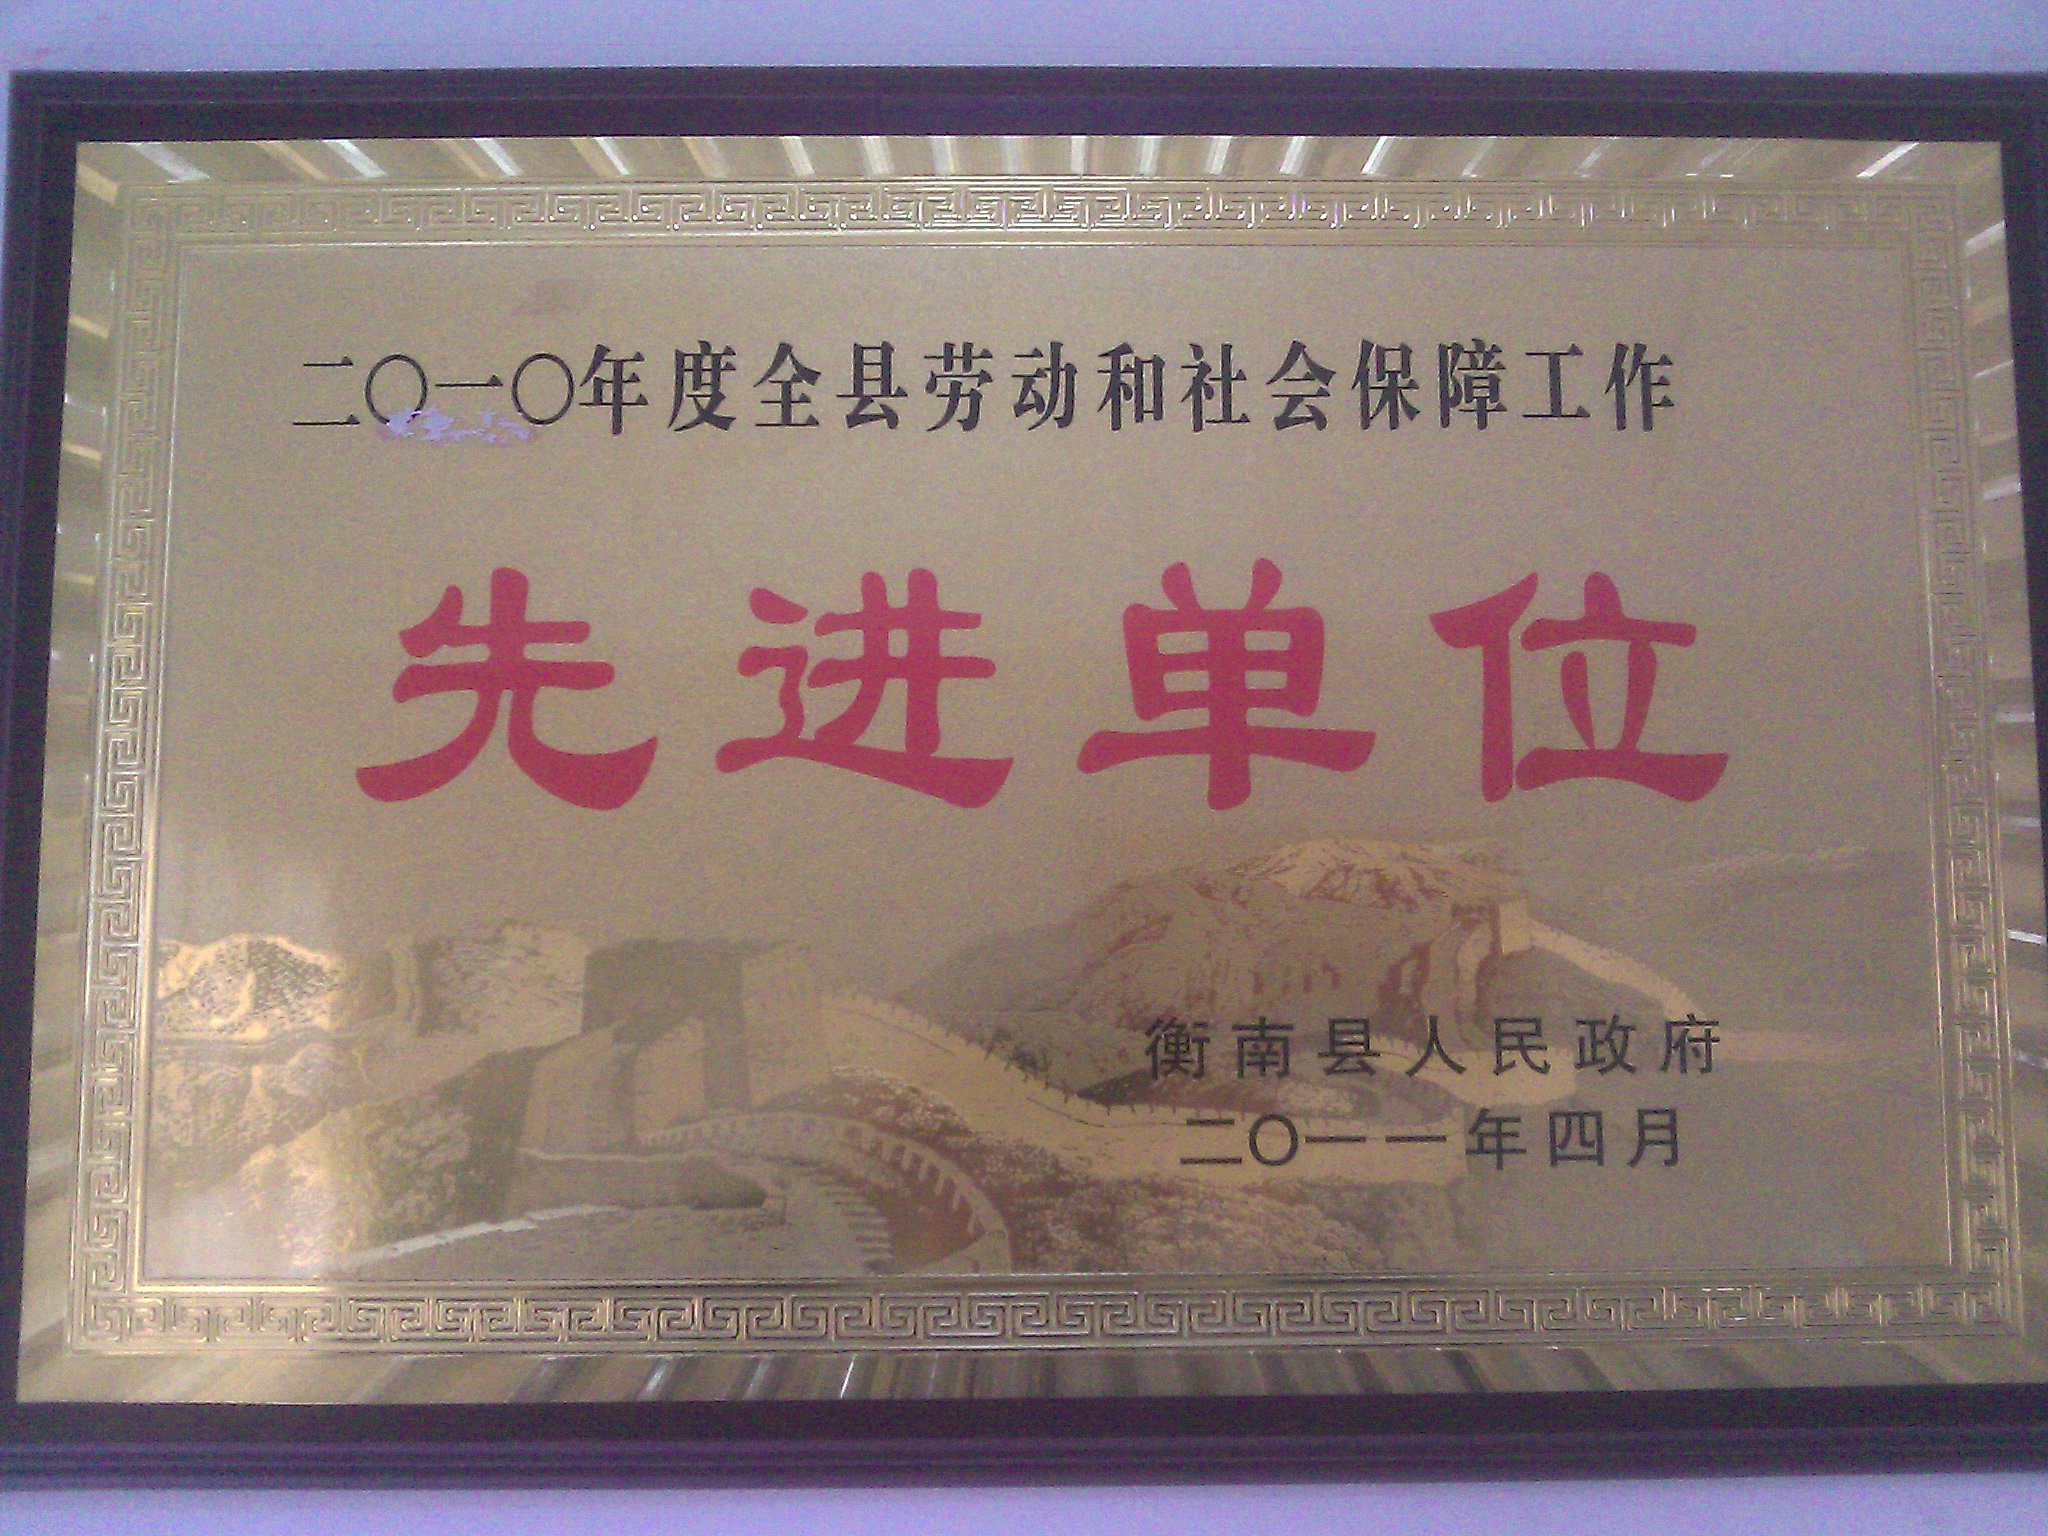 二〇一〇年度全县劳动和社会保障工作
先进单位
衡南县人民政府
二〇一一年四月